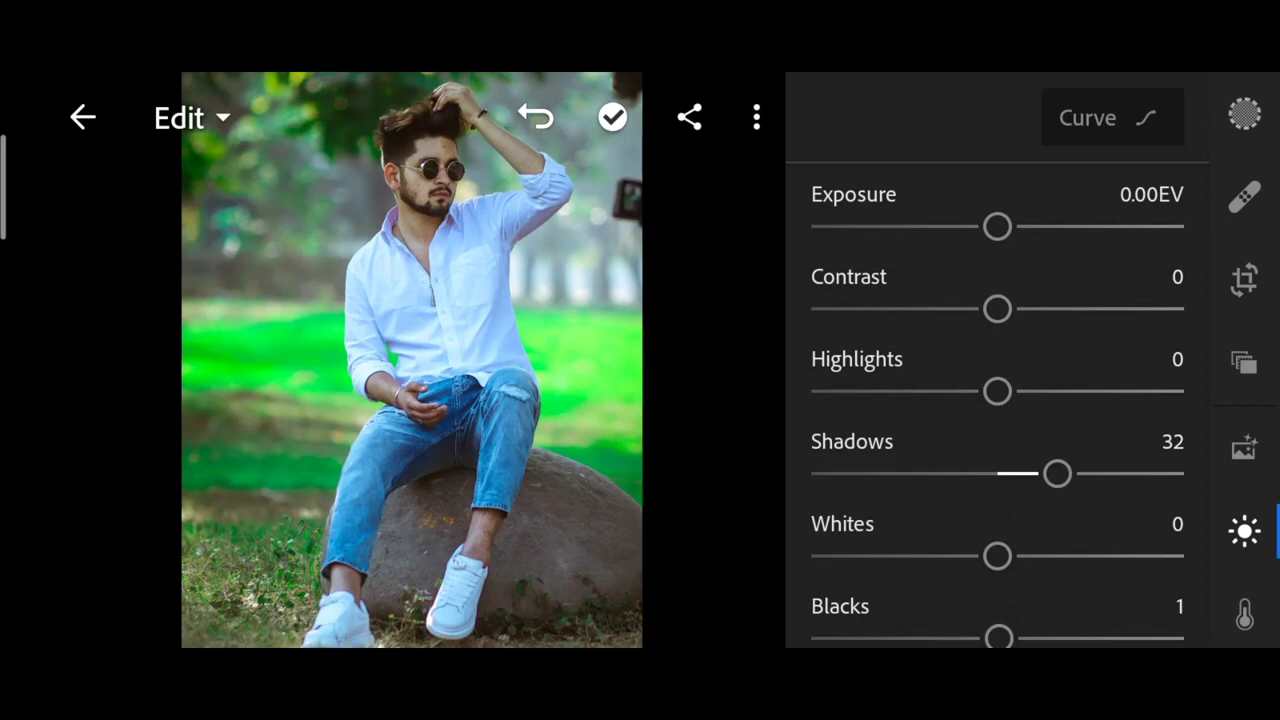 Edit
Curve
Exposure 0.00EV
Contrast 0
Highlights 0
Shadows 32
Whites 0
Blacks 1